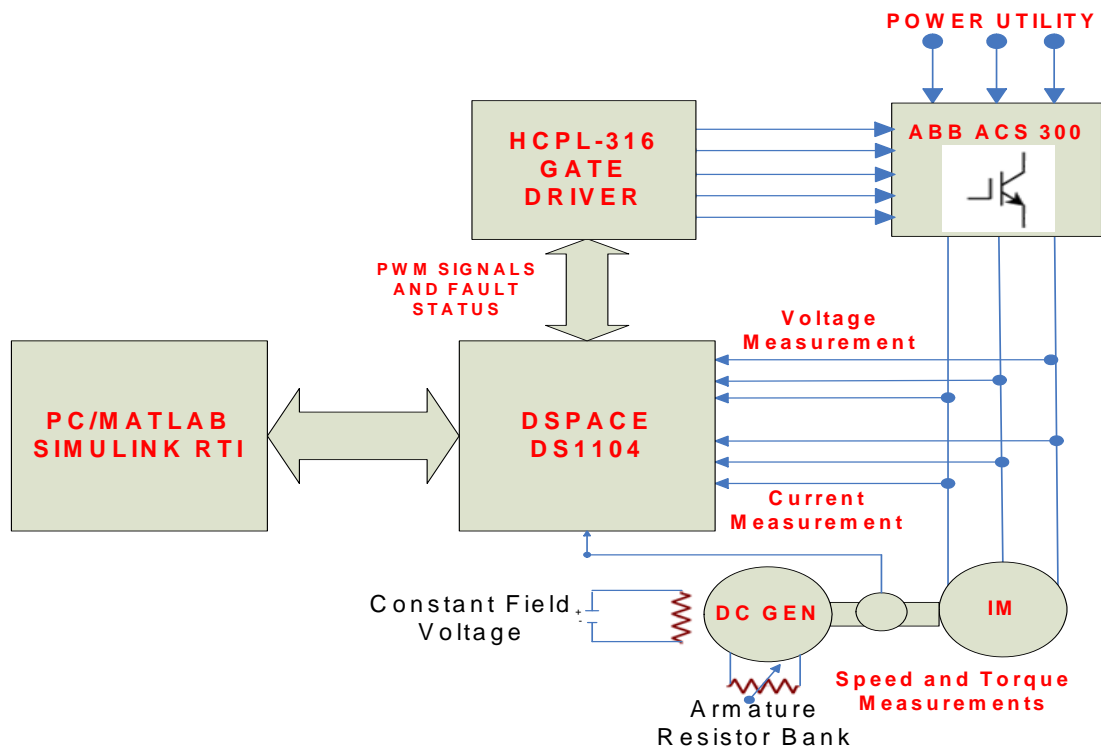 POWER UTILITY
HCPL-316
GATE
DRIVER
ABB ACS 300
PWM SIGNALS
AND FAULT
STATUS
Voltage
Measurement
PC/MATLAB
SIMULINK RTI
DSPACE
DS1104
Current
Measurement
Constant Field
Voltage
+
-
DC GEN
IM
Speed and Torque
Measurements
Armature
Resistor Bank